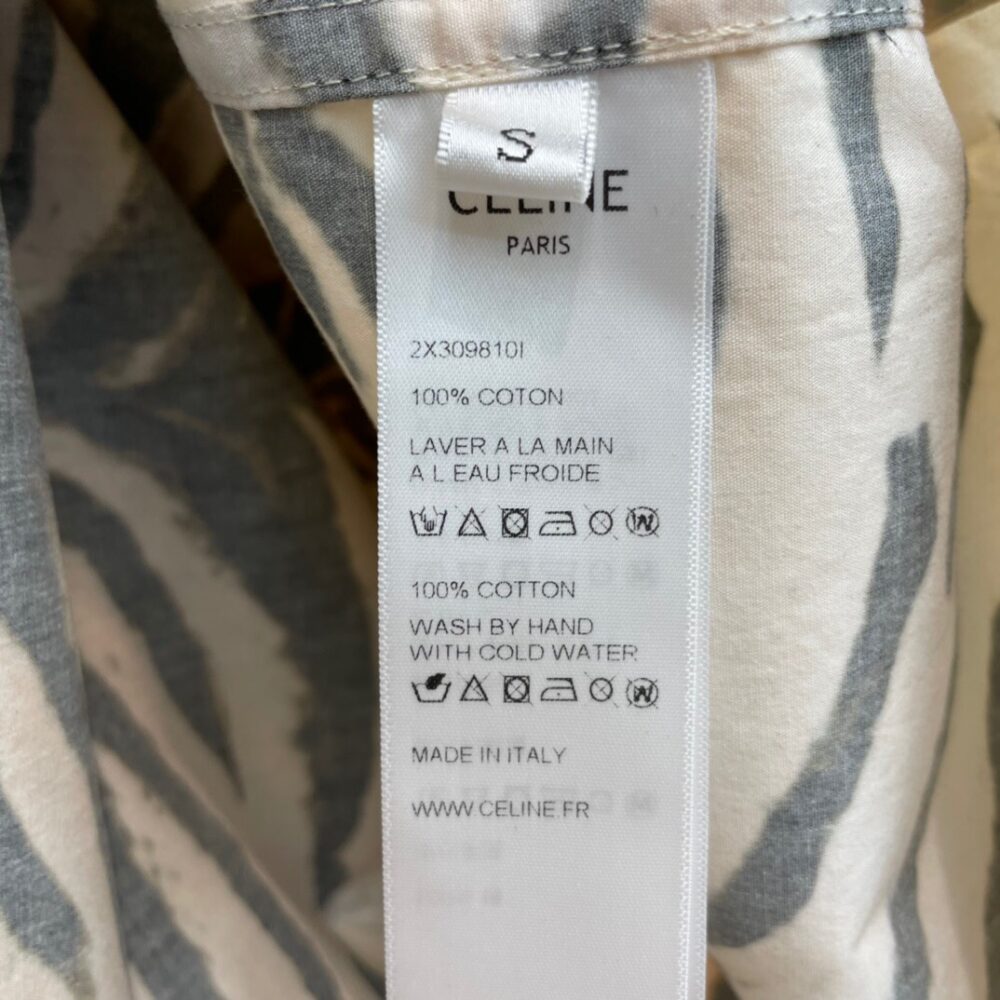 S
CELINE
PARIS
2X309810I
100% COTON
LAVER A LA MAIN
A L EAU FROIDE
100% COTTON
WASH BY HAND
WITH COLD WATER
MADE IN ITALY
WWW.CELINE.FR